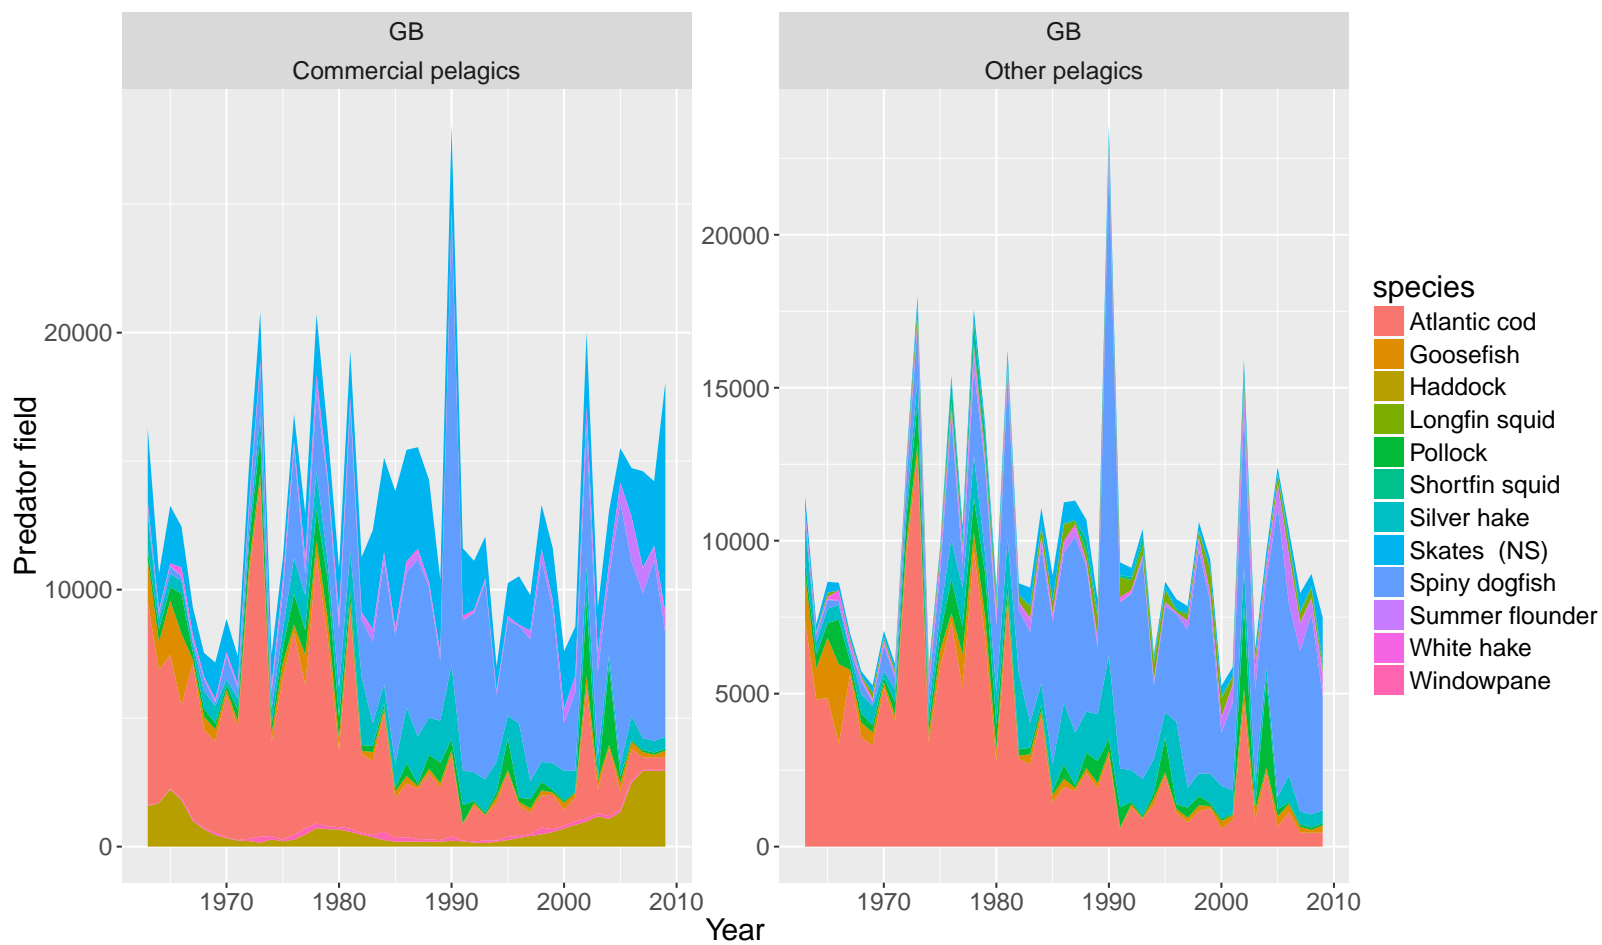 GB
Commercial pelagics
GB
Other pelagics
Predator field
20000
10000
0
1970
1980
1990
2000
2010
20000
15000
10000
5000
0
1970
1980
1990
2000
2010
Year
species
Atlantic cod
Goosefish
Haddock
Longfin squid
Pollock
Shortfin squid
Silver hake
Skates  (NS)
Spiny dogfish
Summer flounder
White hake
Windowpane